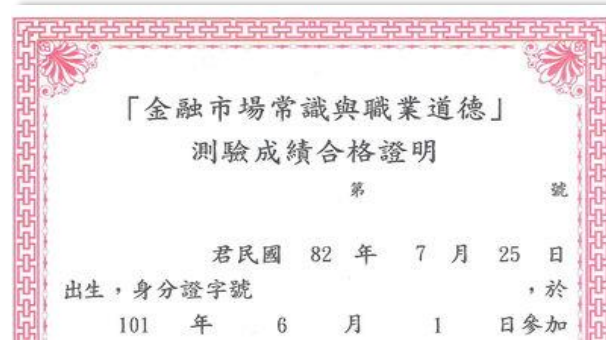 「金融市場常識與職業道德」
測驗成績合格證明
第 號
君民國 82 年 7 月 25 日
出生，身分證字號 ，於
101 年 6 月 1 日參加